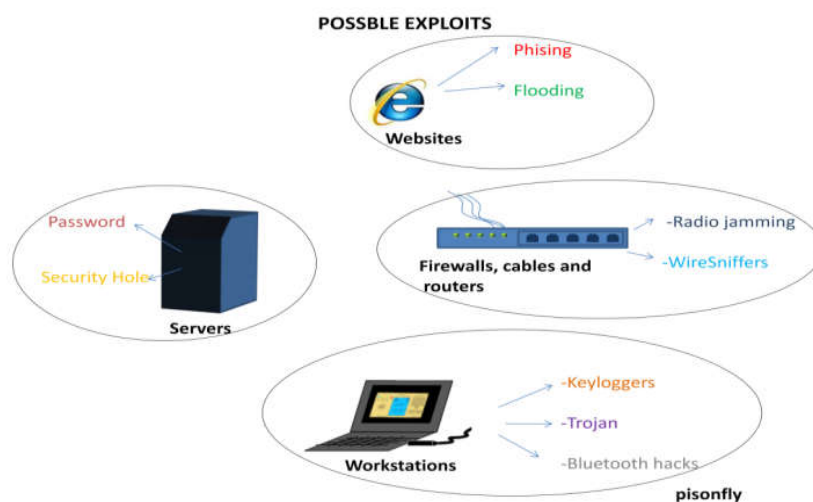 POSSBLE EXPLOITS
Phising
Flooding
Websites
Password
Security Hole
Servers
-Radio jamming
-WireSniffers
Firewalls, cables and
routers
-Keyloggers
-Trojan
-Bluetooth hacks
Workstations
pisonfly